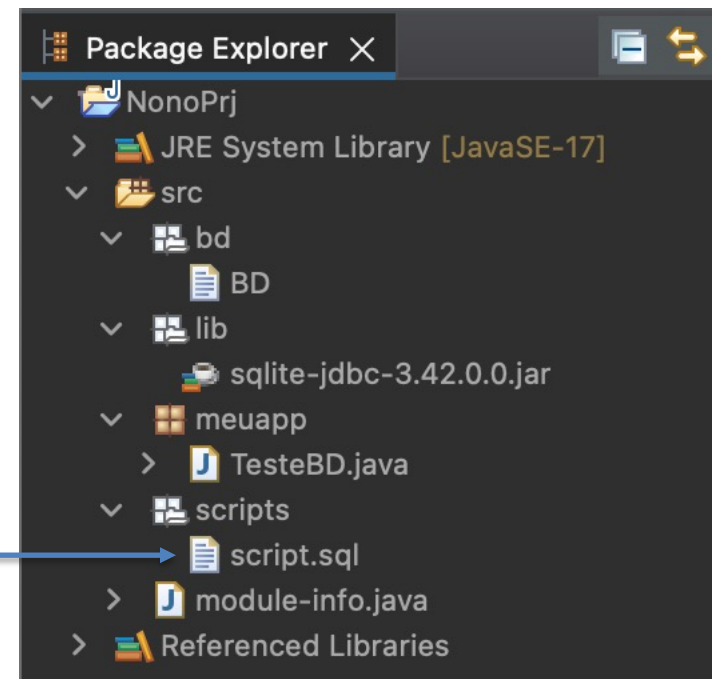 Package Explorer
NonoPrj
JRE System Library [JavaSE-17]
src
bd
BD
lib
sqlite-jdbc-3.42.0.0.jar
meuapp
TesteBD.java
scripts
script.sql
module-info.java
Referenced Libraries